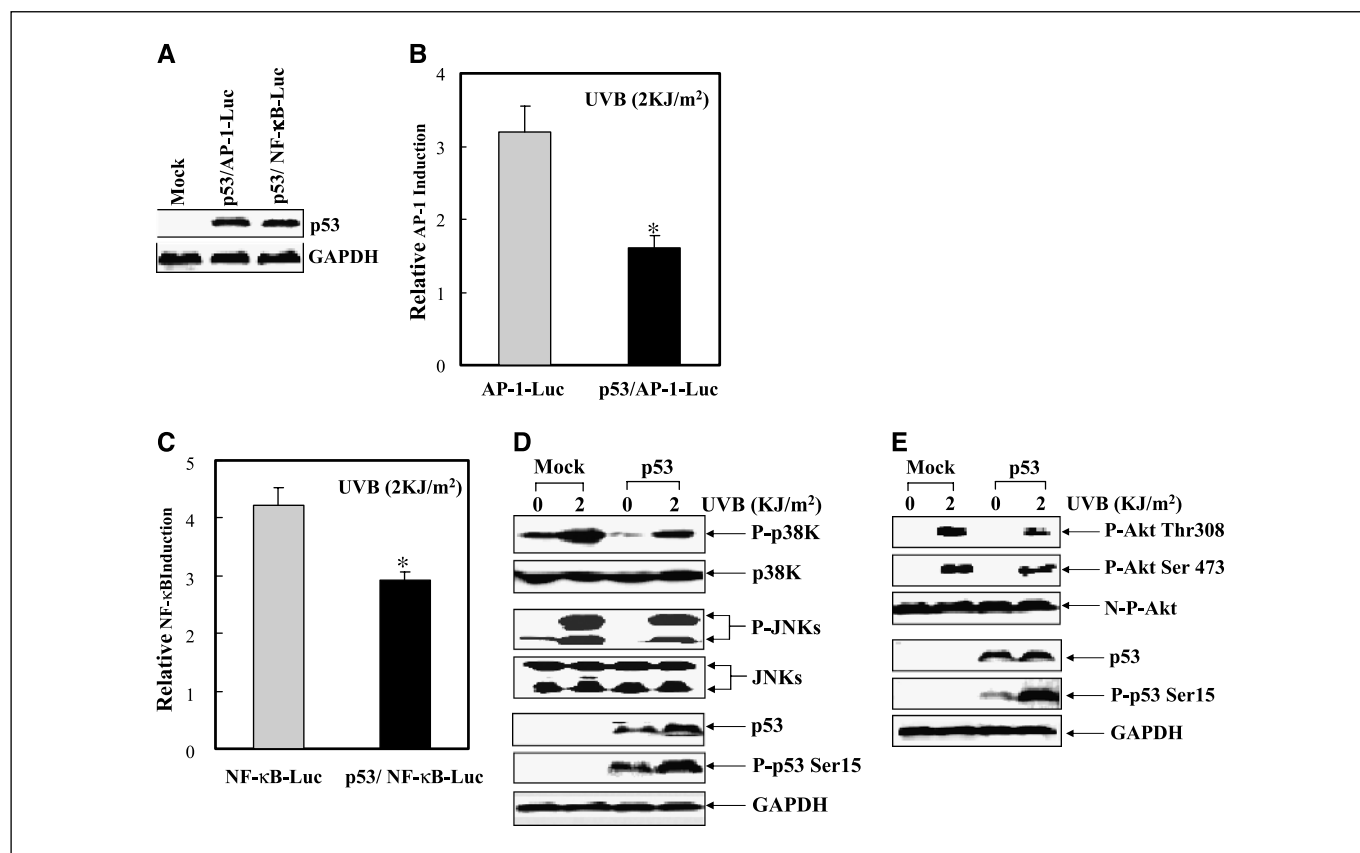 A
Mock
p53/AP-1-Luc
p53/ NF-κB-Luc
p53
GAPDH
B
4
3
2
1
0
Relative AP-1 Induction
UVB (2KJ/m²)
*
AP-1-Luc
p53/AP-1-Luc
C
5
4
3
2
1
0
Relative NF-κBInduction
UVB (2KJ/m²)
*
NF-κB-Luc
p53/ NF-κB-Luc
D
Mock
p53
0
2
0
2
UVB (KJ/m²)
P-p38K
p38K
P-JNKs
JNKs
p53
P-p53 Ser15
GAPDH
E
Mock
p53
0
2
0
2
UVB (KJ/m²)
P-Akt Thr308
P-Akt Ser 473
N-P-Akt
p53
P-p53 Ser15
GAPDH